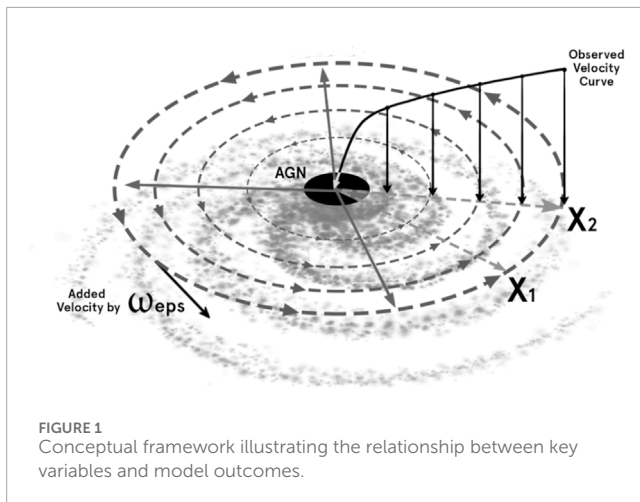 Observed
Velocity
Curve
AGN
X2
X1
Added
Velocity by ωeps
FIGURE 1
Conceptual framework illustrating the relationship between key
variables and model outcomes.